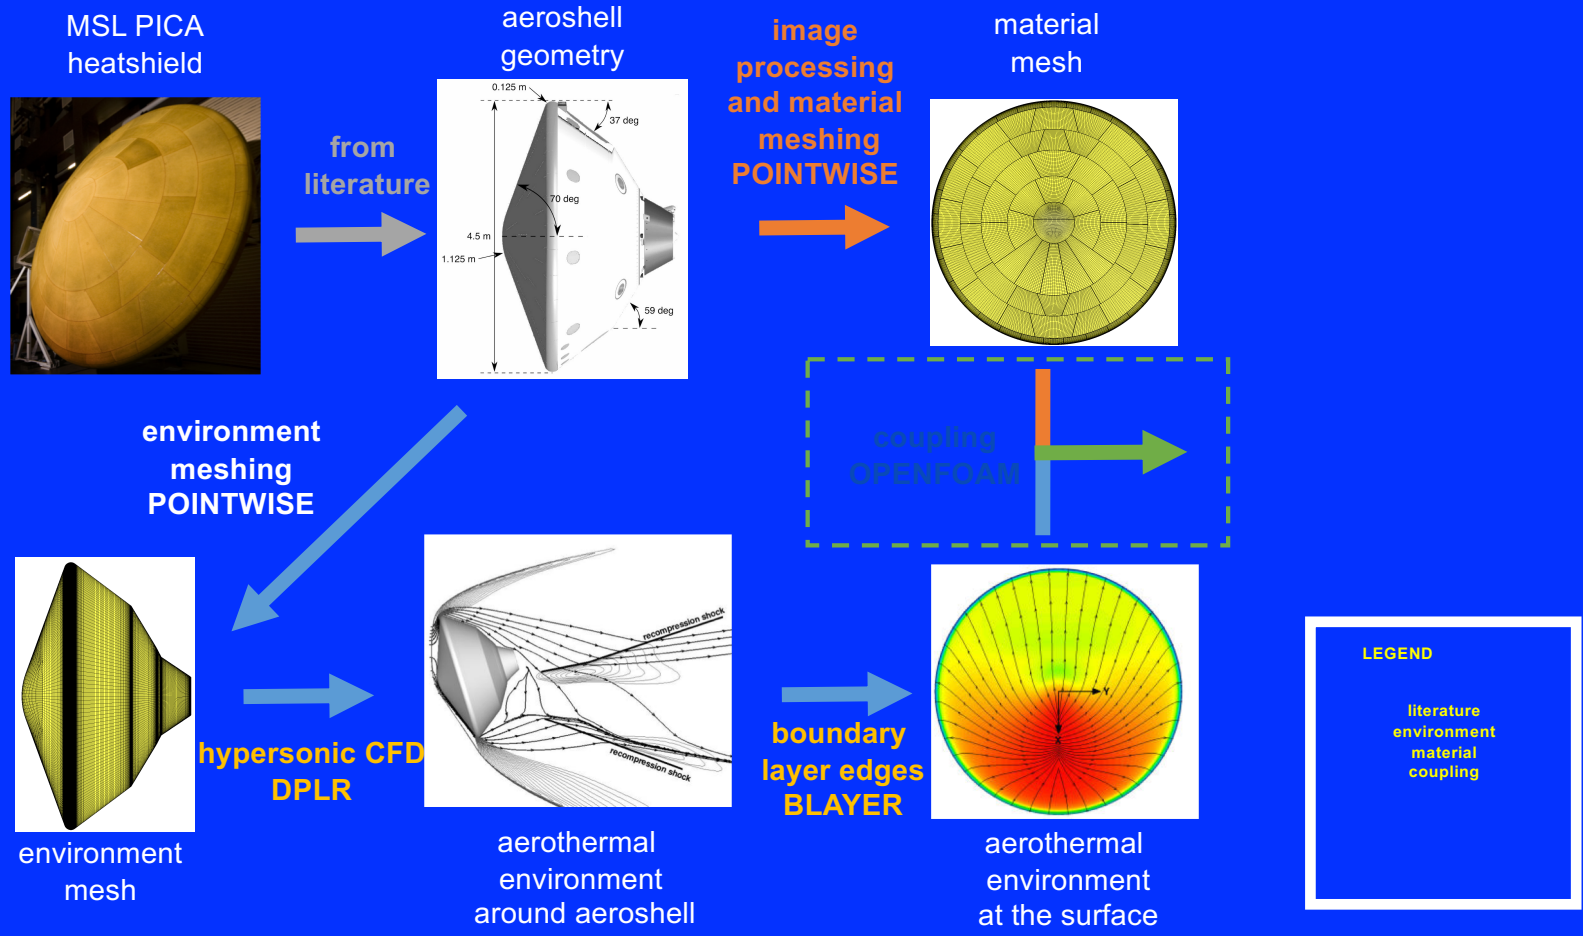 MSL PICA
heatshield
from
literature
aeroshell
geometry
0.125 m
37 deg
70 deg
4.5 m
1.125 m
59 deg
image
processing
and material
meshing
POINTWISE
material
mesh
environment
meshing
POINTWISE
coupling
OPENFOAM
environment
mesh
hypersonic CFD
DPLR
recompression shock
recompression shock
aerothermal
environment
around aeroshell
boundary
layer edges
BLAYER
Y
X
aerothermal
environment
at the surface
LEGEND
literature
environment
material
coupling